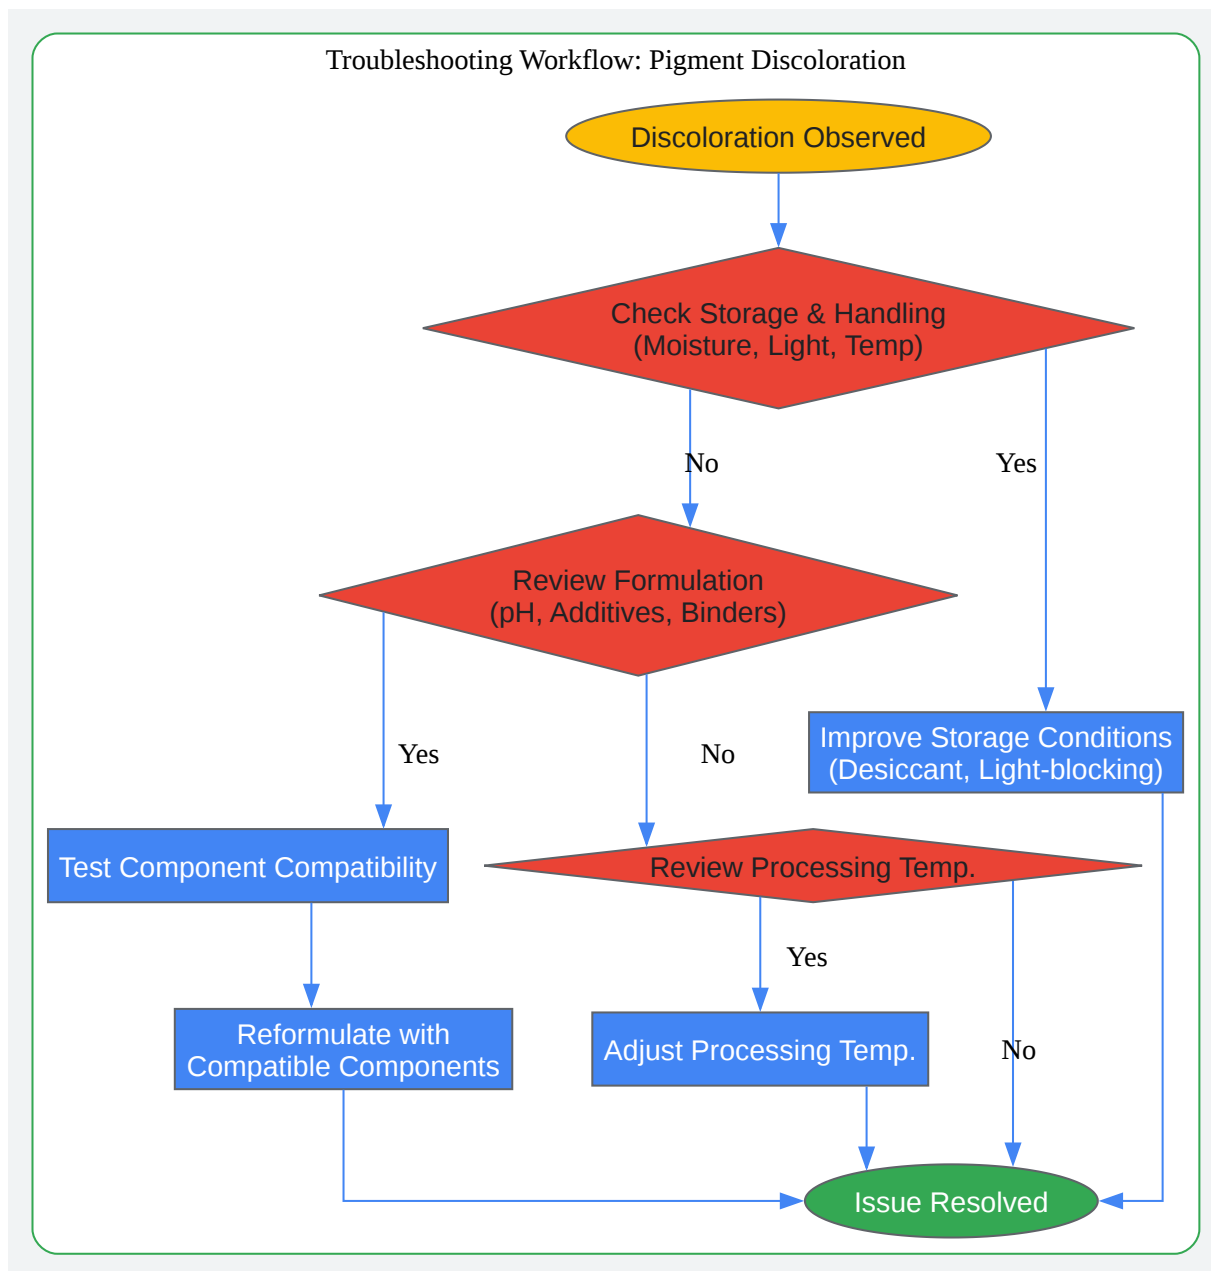 Troubleshooting Workflow: Pigment Discoloration
Discoloration Observed
Check Storage & Handling
(Moisture, Light, Temp)
No
Yes
Review Formulation
(pH, Additives, Binders)
Yes
No
Improve Storage Conditions
(Desiccant, Light-blocking)
Test Component Compatibility
Review Processing Temp.
Yes
Reformulate with
Compatible Components
Adjust Processing Temp.
No
Issue Resolved